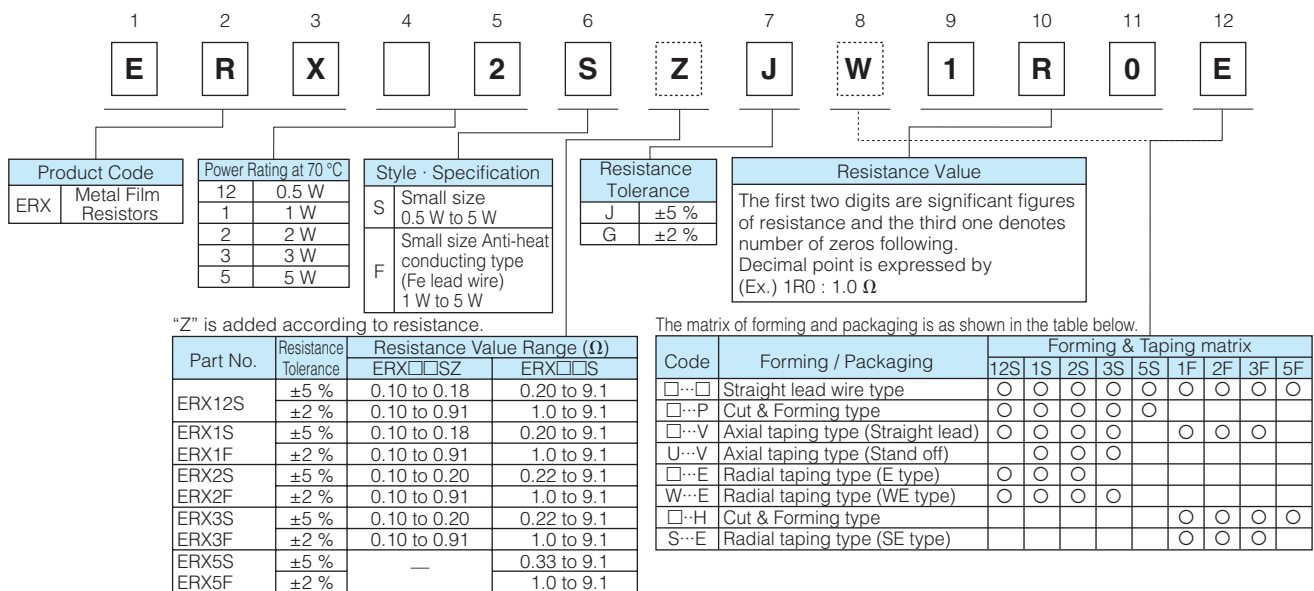 1 2 3 4 5 6 7 8 9 10 11 12
E R X 2 S Z J W 1 R 0 E
Product Code
ERX Metal Film
Resistors
Power Rating at 70 °C
12 0.5 W
1 1 W
2 2 W
3 3 W
5 5 W
Style · Specification
S Small size
0.5 W to 5 W
F Small size Anti-heat
conducting type
(Fe lead wire)
1 W to 5 W
Resistance
Tolerance
J ±5 %
G ±2 %
Resistance Value
The first two digits are significant figures
of resistance and the third one denotes
number of zeros following.
Decimal point is expressed by
(Ex.) 1R0 : 1.0 Ω
“Z” is added according to resistance.
Part No. Resistance Tolerance Resistance Value Range (Ω)
ERX□□SZ ERX□□S
ERX12S ±5 % 0.10 to 0.18 0.20 to 9.1
±2 % 0.10 to 0.91 1.0 to 9.1
ERX1S ±5 % 0.10 to 0.18 0.20 to 9.1
ERX1F ±2 % 0.10 to 0.91 1.0 to 9.1
ERX2S ±5 % 0.10 to 0.20 0.22 to 9.1
ERX2F ±2 % 0.10 to 0.91 1.0 to 9.1
ERX3S ±5 % 0.10 to 0.20 0.22 to 9.1
ERX3F ±2 % 0.10 to 0.91 1.0 to 9.1
ERX5S ±5 % — 0.33 to 9.1
ERX5F ±2 % 1.0 to 9.1
The matrix of forming and packaging is as shown in the table below.
Code Forming / Packaging Forming & Taping matrix
12S 1S 2S 3S 5S 1F 2F 3F 5F
□···□ Straight lead wire type ○ ○ ○ ○ ○ ○ ○ ○ ○
□···P Cut & Forming type ○ ○ ○ ○ ○
□···V Axial taping type (Straight lead) ○ ○ ○ ○ ○ ○ ○
U···V Axial taping type (Stand off) ○ ○ ○
□···E Radial taping type (E type) ○ ○ ○
W···E Radial taping type (WE type) ○ ○ ○ ○
□··H Cut & Forming type ○ ○ ○ ○
S···E Radial taping type (SE type) ○ ○ ○